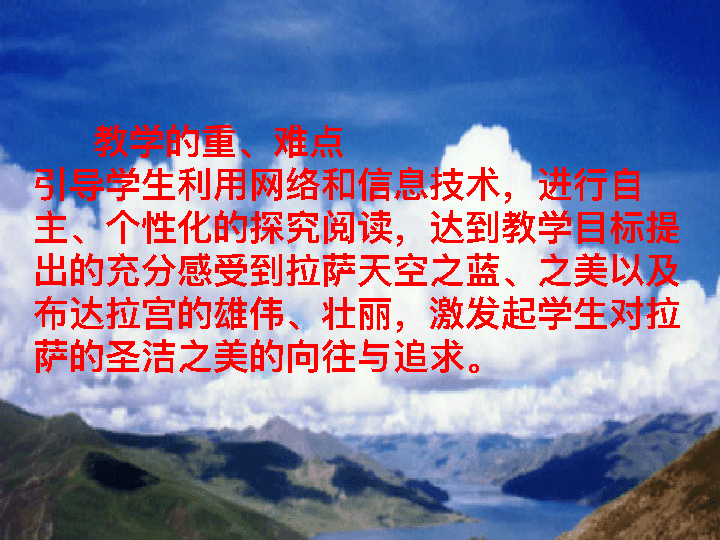 教学的重、难点
引导学生利用网络和信息技术，进行自
主、个性化的探究阅读，达到教学目标提
出的充分感受到拉萨天空之蓝、之美以及
布达拉宫的雄伟、壮丽，激发起学生对拉
萨的圣洁之美的向往与追求。